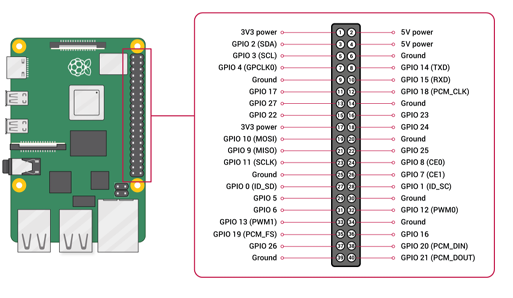 3V3 power 1 2 5V power
GPIO 2 (SDA) 3 4 5V power
GPIO 3 (SCL) 5 6 Ground
GPIO 4 (GPCLK0) 7 8 GPIO 14 (TXD)
Ground 9 10 GPIO 15 (RXD)
GPIO 17 11 12 GPIO 18 (PCM_CLK)
GPIO 27 13 14 Ground
GPIO 22 15 16 GPIO 23
3V3 power 17 18 GPIO 24
GPIO 10 (MOSI) 19 20 Ground
GPIO 9 (MISO) 21 22 GPIO 25
GPIO 11 (SCLK) 23 24 GPIO 8 (CE0)
Ground 25 26 GPIO 7 (CE1)
GPIO 0 (ID_SD) 27 28 GPIO 1 (ID_SC)
GPIO 5 29 30 Ground
GPIO 6 31 32 GPIO 12 (PWM0)
GPIO 13 (PWM1) 33 34 Ground
GPIO 19 (PCM_FS) 35 36 GPIO 16
GPIO 26 37 38 GPIO 20 (PCM_DIN)
Ground 39 40 GPIO 21 (PCM_DOUT)